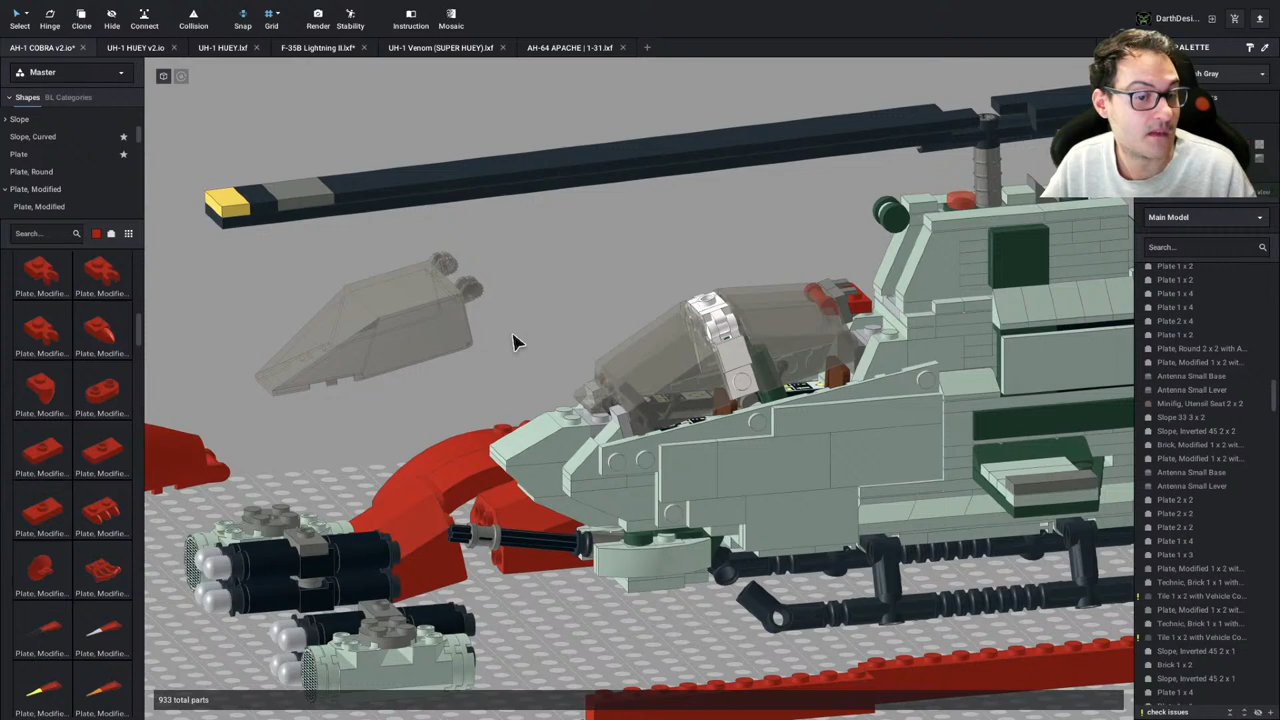 Select Hinge Clone Hide Connect Collision Snap Grid Render Stability Instruction Mosaic
DarthDesi...
AH-1 COBRA v2.io* × UH-1 HUEY v2.io × UH-1 HUEY.lxf × F-35B Lightning II.lxf* × UH-1 Venom (SUPER HUEY).lxf × AH-64 APACHE | 1-31.lxf × +
PALETTE
Master
Shapes BL Categories
Slope
Slope, Curved
Plate
Plate, Round
Plate, Modified
Plate, Modified
Search...
Plate, Modifie... Plate, Modifie...
Plate, Modifie... Plate, Modifie...
Plate, Modifie... Plate, Modifie...
Plate, Modifie... Plate, Modifie...
Plate, Modifie... Plate, Modifie...
Plate, Modifie... Plate, Modifie...
Plate, Modifie... Plate, Modifie...
933 total parts
h Gray
view
Main Model
Search...
Plate 1 x 2
Plate 1 x 2
Plate 1 x 4
Plate 1 x 4
Plate 2 x 4
Plate 1 x 2
Plate, Round 2 x 2 with A...
Plate, Modified 1 x 2 wit...
Antenna Small Base
Antenna Small Lever
Minifig, Utensil Seat 2 x 2
Slope 33 3 x 2
Slope, Inverted 45 2 x 2
Brick, Modified 1 x 2 wit...
Plate, Modified 1 x 2 wit...
Antenna Small Base
Antenna Small Lever
Plate 2 x 2
Plate 2 x 2
Plate 2 x 2
Plate 1 x 4
Plate 1 x 3
Plate, Modified 1 x 2 wit...
Technic, Brick 1 x 1 with...
Tile 1 x 2 with Vehicle Co...
Plate, Modified 1 x 2 wit...
Technic, Brick 1 x 1 with...
Tile 1 x 2 with Vehicle Co...
Slope, Inverted 45 2 x 1
Brick 1 x 2
Slope, Inverted 45 2 x 1
Plate 1 x 4
check issues